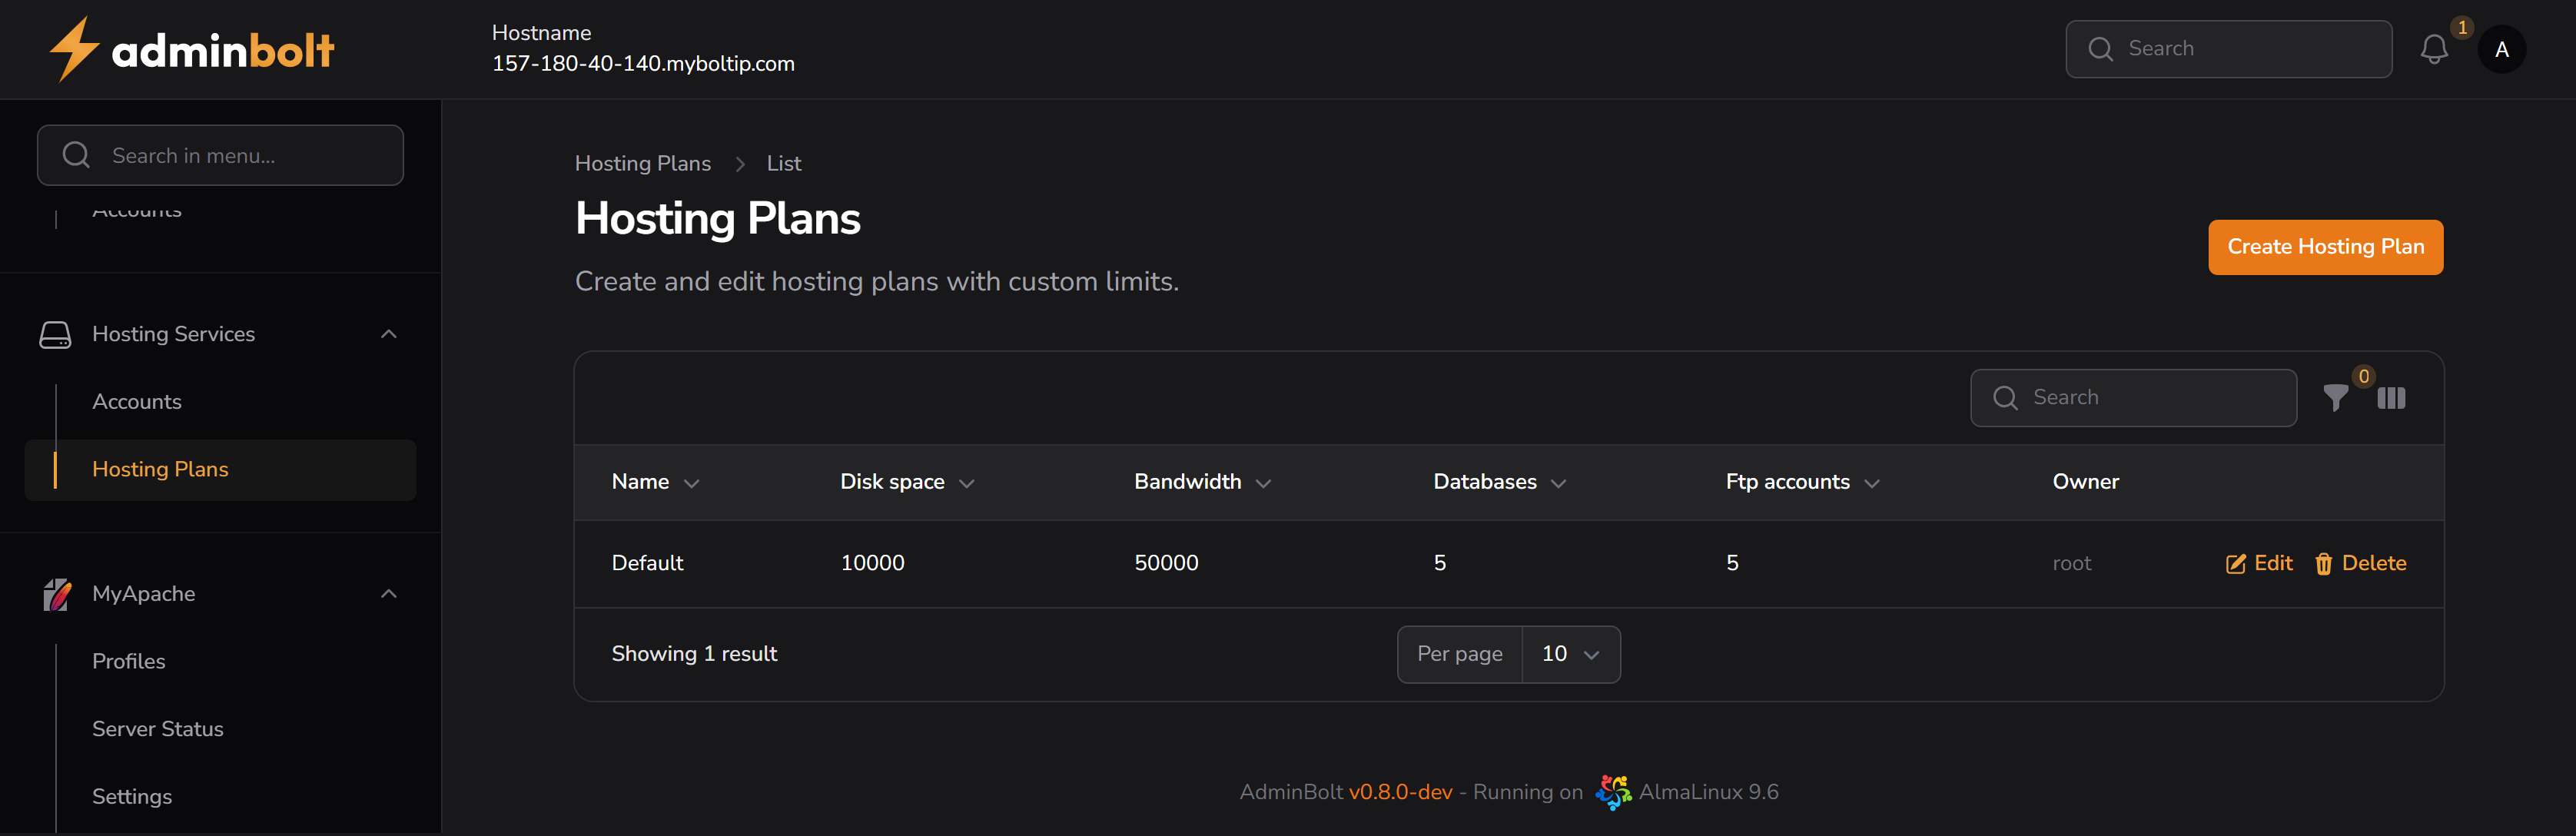 adminbolt
Hostname
157-180-40-140.myboltip.com
Search
1
A
Search in menu...
Accounts
Hosting Services
Accounts
Hosting Plans
MyApache
Profiles
Server Status
Settings
Hosting Plans List
Hosting Plans
Create and edit hosting plans with custom limits.
Create Hosting Plan
Search
0
Name Disk space Bandwidth Databases Ftp accounts Owner
Default 10000 50000 5 5 root Edit Delete
Showing 1 result Per page 10
AdminBolt v0.8.0-dev - Running on AlmaLinux 9.6